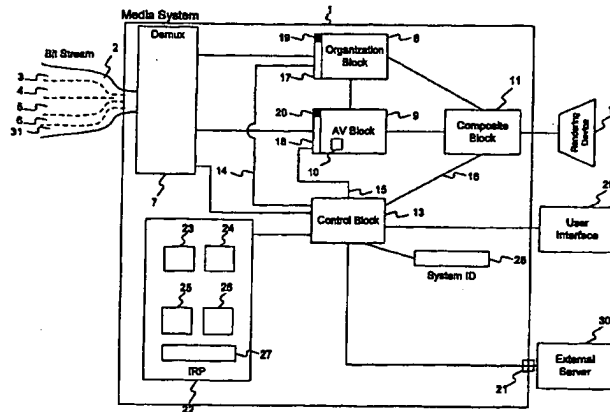 1
Media System
Bit Stream
2
Demux
3
4
5
6
31
7
19
Organization
Block
8
17
20
AV Block
9
18
10
14
15
11
Composite
Block
16
Rendering
Device
Control
Block
13
User
Interface
28
System ID
23
24
25
26
27
IRP
22
30
External
Server
21